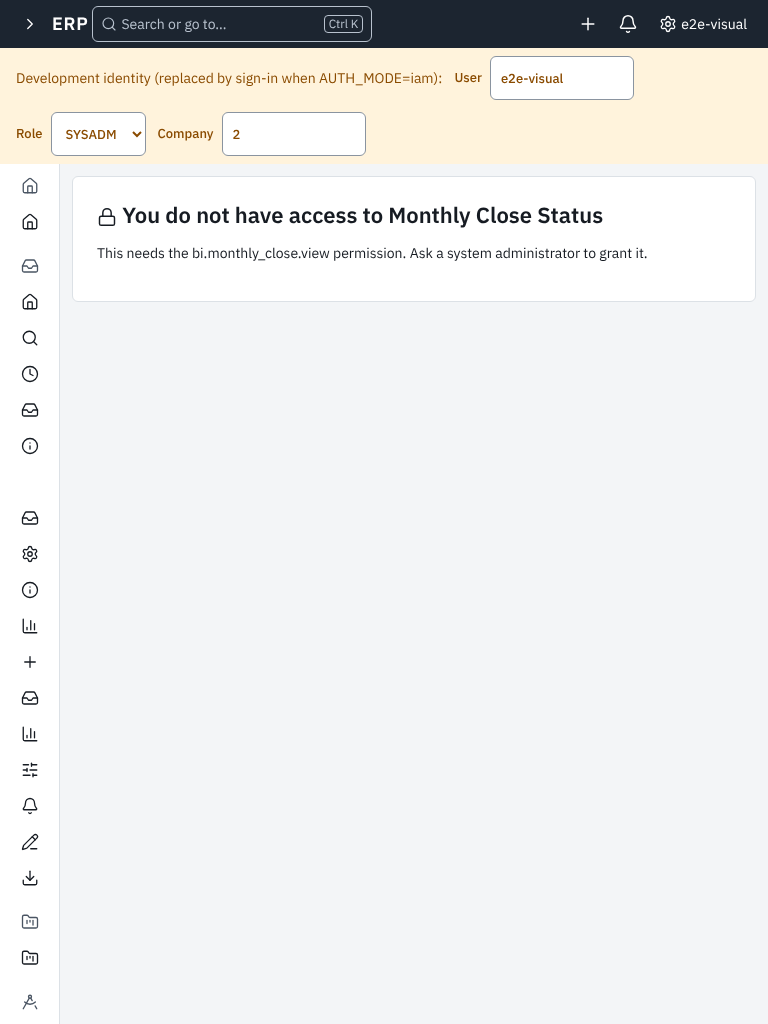 ERP
Search or go to...
Ctrl K
e2e-visual
Development identity (replaced by sign-in when AUTH_MODE=iam):
User
e2e-visual
Role
SYSADM
Company
2
You do not have access to Monthly Close Status
This needs the bi.monthly_close.view permission. Ask a system administrator to grant it.